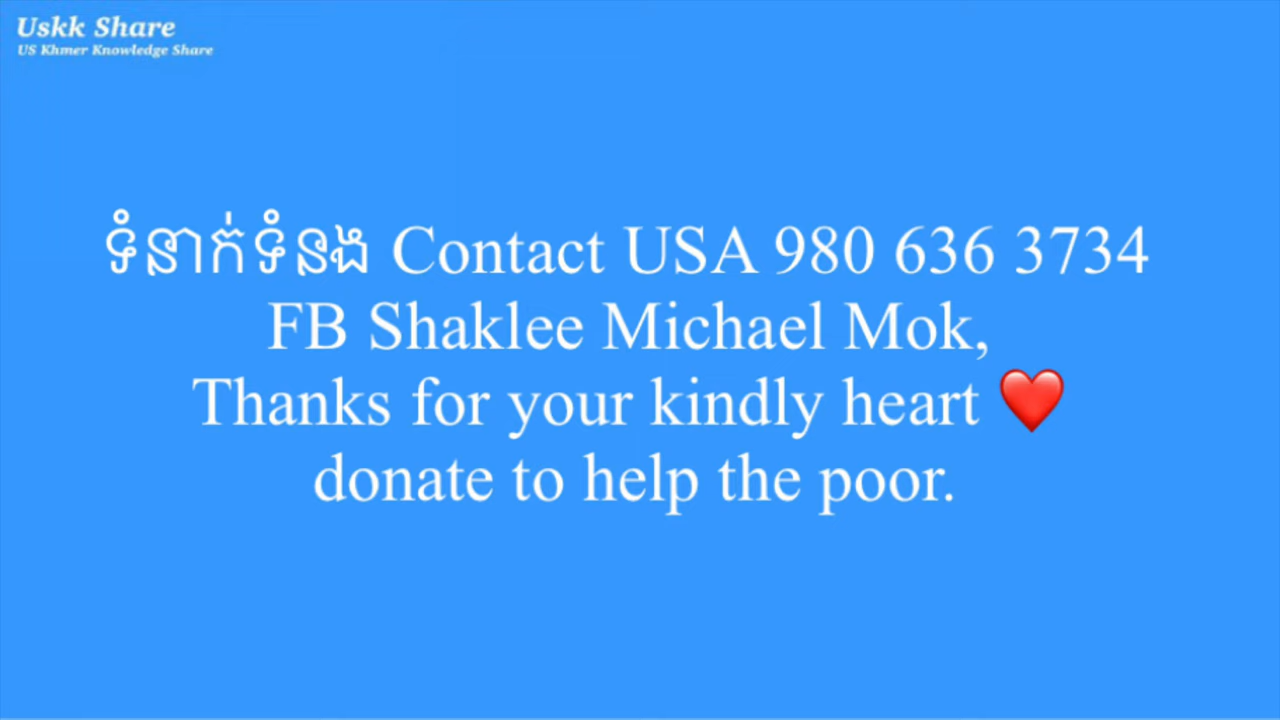 Uskk Share
US Khmer Knowledge Share
ទំនាក់ទំនង Contact USA 980 636 3734
FB Shaklee Michael Mok,
Thanks for your kindly heart ❤️
donate to help the poor.